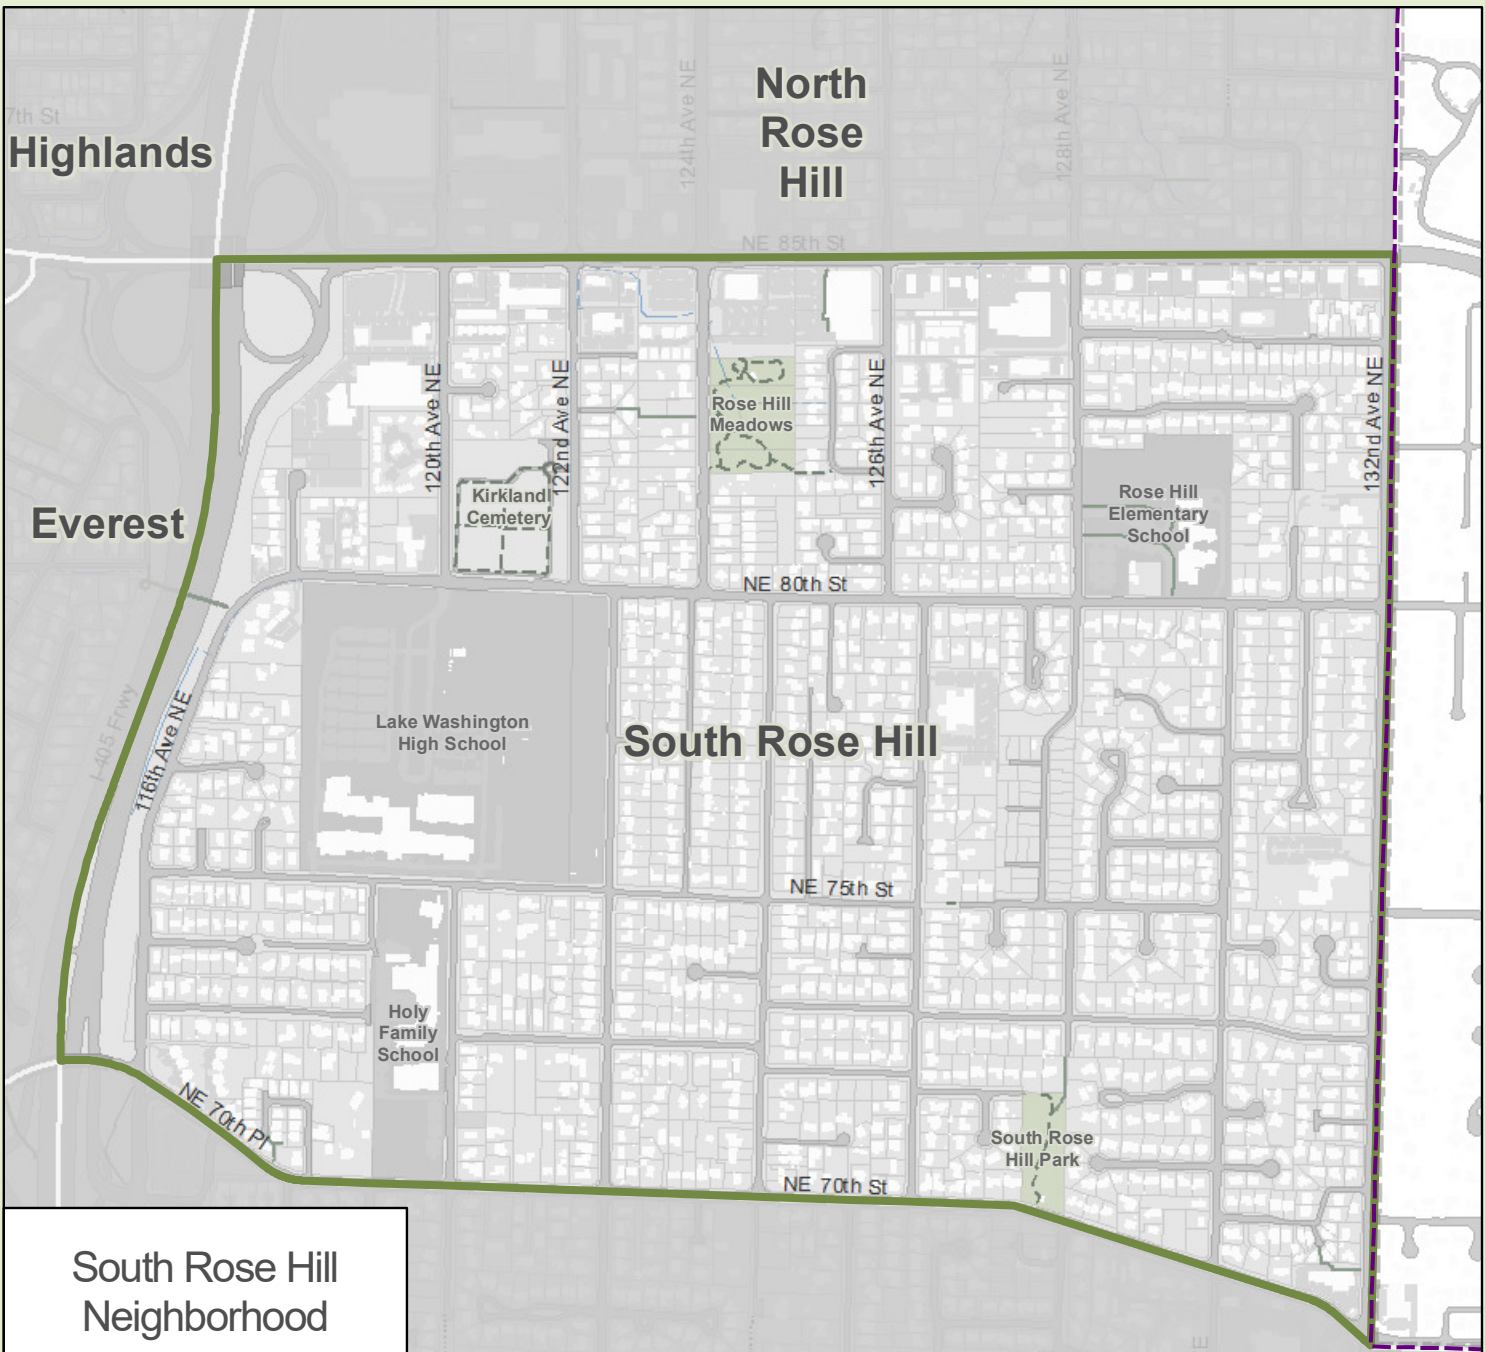 North
Rose
Hill
124th Ave NE
128th Ave NE
7th St
Highlands
NE 85th St
120th Ave NE
122nd Ave NE
Rose Hill
Meadows
126th Ave NE
132nd Ave NE
Kirkland
Cemetery
Rose Hill
Elementary
School
Everest
NE 80th St
I-405 Frwy
116th Ave NE
Lake Washington
High School
South Rose Hill
NE 75th St
Holy
Family
School
NE 70th Pl
South Rose
Hill Park
NE 70th St
South Rose Hill
Neighborhood
E